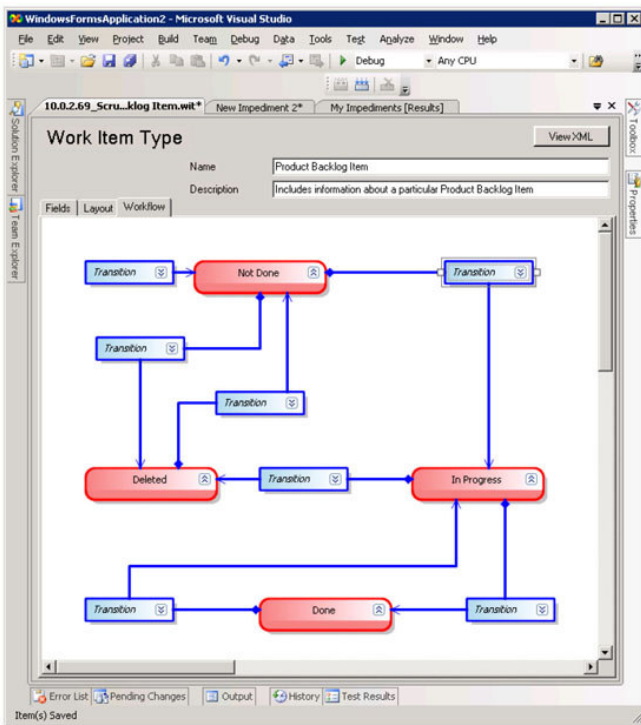 WindowsFormsApplication2 - Microsoft Visual Studio
File Edit View Project Build Team Debug Data Tools Test Analyze Window Help
Debug Any CPU
10.0.2.69_Scru...klog Item.wit* New Impediment 2* My Impediments [Results]
Solution Explorer
Team Explorer
Toolbox
Properties
Work Item Type
View XML
Name Product Backlog Item
Description Includes information about a particular Product Backlog Item
Fields Layout Workflow
Transition Not Done Transition
Transition
Transition
Deleted Transition In Progress
Transition Done Transition
Error List Pending Changes Output History Test Results
Item(s) Saved